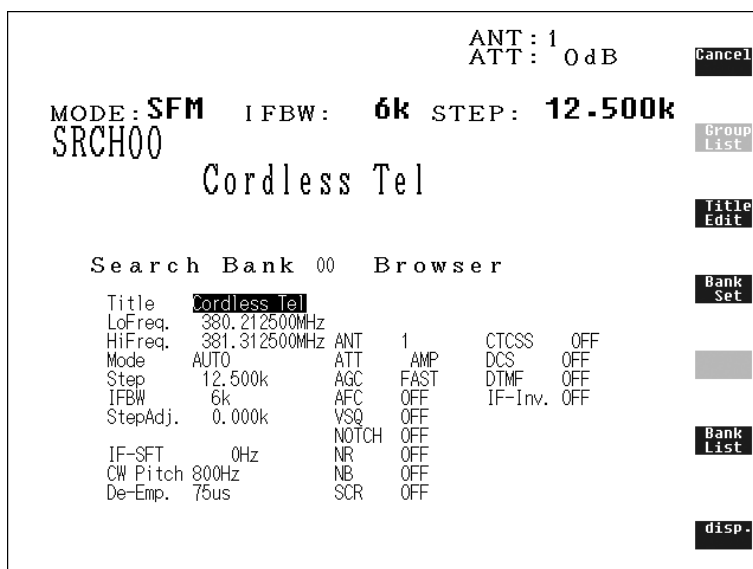 ANT:1
ATT: 0dB
Cancel
MODE:SFM IFBW: 6k STEP: 12.500k
SRCH00
Group
List
Cordless Tel
Title
Edit
Search Bank 00 Browser
Bank
Set
Title Cordless Tel
LoFreq. 380.212500MHz
HiFreq. 381.312500MHz ANT 1 CTCSS OFF
Mode AUTO ATT AMP DCS OFF
Step 12.500k AGC FAST DTMF OFF
IFBW 6k AFC OFF IF-Inv. OFF
StepAdj. 0.000k VSQ OFF
NOTCH OFF
Bank
List
IF-SFT 0Hz NR OFF
CW Pitch 800Hz NB OFF
De-Emp. 75us SCR OFF
disp.